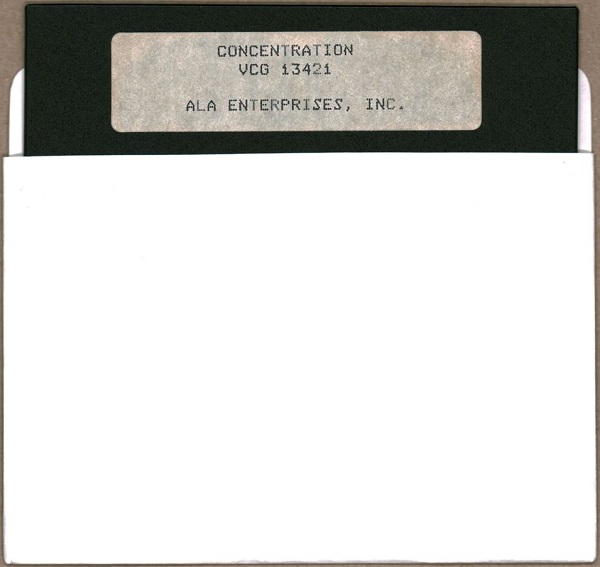 CONCENTRATION
VCG 13421
ALA ENTERPRISES, INC.